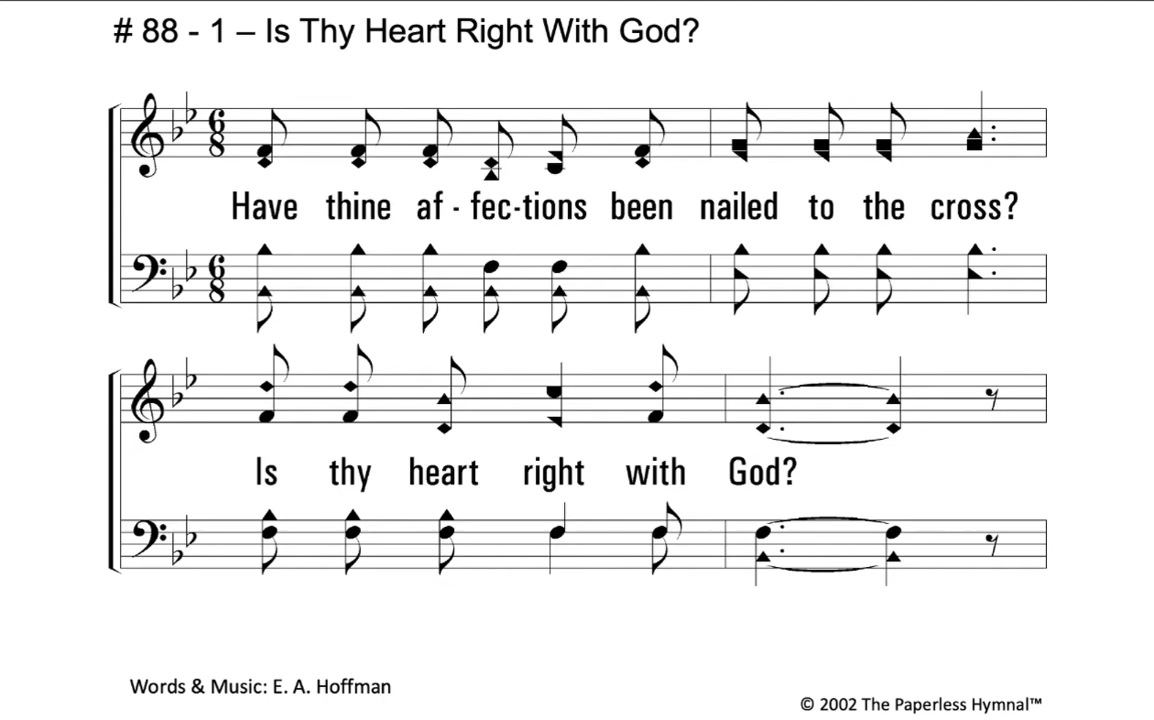 # 88 - 1 – Is Thy Heart Right With God?
6
8
Have thine af - fec-tions been nailed to the cross?
6
8
Is thy heart right with God?
Words & Music: E. A. Hoffman
© 2002 The Paperless Hymnal™